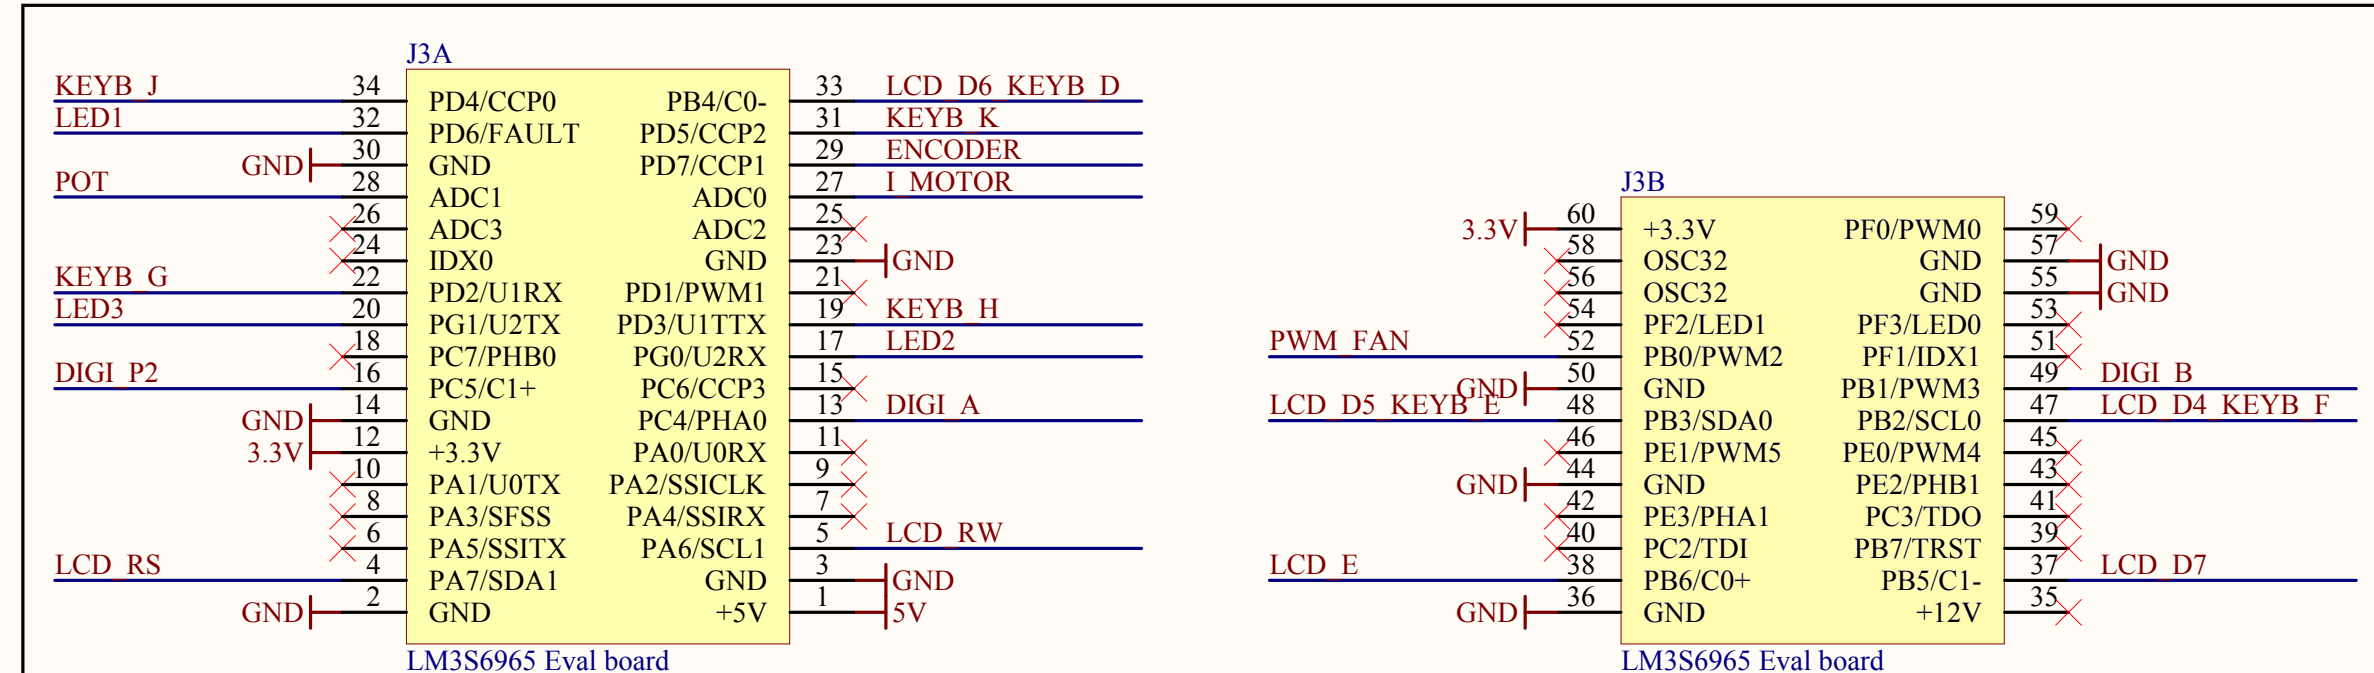 J3A
KEYB_J 34 PD4/CCP0 PB4/C0- 33 LCD_D6_KEYB_D
LED1 32 PD6/FAULT PD5/CCP2 31 KEYB_K
GND 30 GND PD7/CCP1 29 ENCODER
POT 28 ADC1 ADC0 27 I_MOTOR
26 ADC3 ADC2 25
24 IDX0 GND 23 GND
KEYB_G 22 PD2/U1RX PD1/PWM1 21
LED3 20 PG1/U2TX PD3/U1TTX 19 KEYB_H
18 PC7/PHB0 PG0/U2RX 17 LED2
DIGI_P2 16 PC5/C1+ PC6/CCP3 15
GND 14 GND PC4/PHA0 13 DIGI_A
3.3V 12 +3.3V PA0/U0RX 11
10 PA1/U0TX PA2/SSICLK 9
8 PA3/SFSS PA4/SSIRX 7
6 PA5/SSITX PA6/SCL1 5 LCD_RW
LCD_RS 4 PA7/SDA1 GND 3 GND
GND 2 GND +5V 1 5V
LM3S6965 Eval board
J3B
3.3V 60 +3.3V PF0/PWM0 59
58 OSC32 GND 57 GND
56 OSC32 GND 55 GND
54 PF2/LED1 PF3/LED0 53
PWM_FAN 52 PB0/PWM2 PF1/IDX1 51
GND 50 GND PB1/PWM3 49 DIGI_B
LCD_D5_KEYB_E 48 PB3/SDA0 PB2/SCL0 47 LCD_D4_KEYB_F
46 PE1/PWM5 PE0/PWM4 45
GND 44 GND PE2/PHB1 43
42 PE3/PHA1 PC3/TDO 41
40 PC2/TDI PB7/TRST 39
LCD_E 38 PB6/C0+ PB5/C1- 37 LCD_D7
GND 36 GND +12V 35
LM3S6965 Eval board